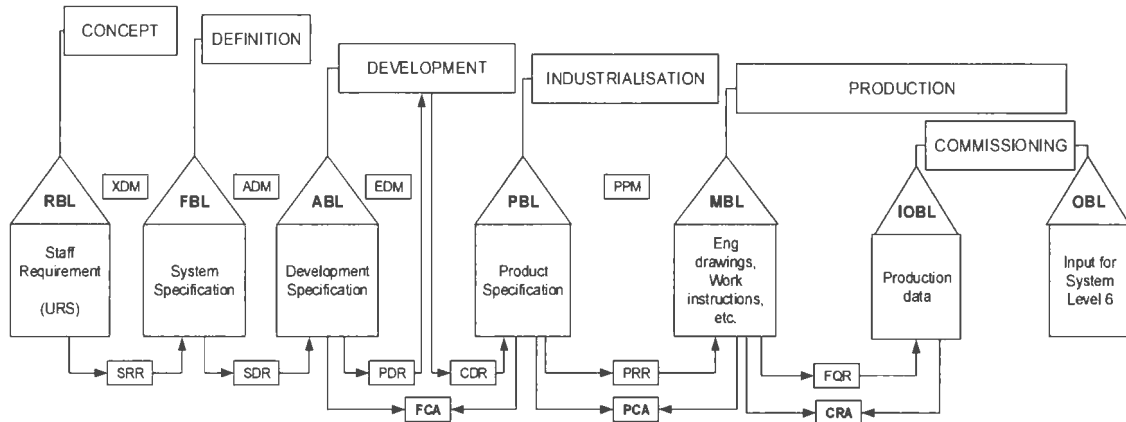 CONCEPT
DEFINITION
DEVELOPMENT
INDUSTRIALISATION
PRODUCTION
COMMISSIONING
XDM
ADM
EDM
PPM
RBL
FBL
ABL
PBL
MBL
IOBL
OBL
Staff
Requirement
(URS)
System
Specification
Development
Specification
Product
Specification
Eng
drawings,
Work
instructions,
etc.
Production
data
Input for
System
Level 6
SRR
SDR
PDR
CDR
PRR
FQR
FCA
PCA
CRA